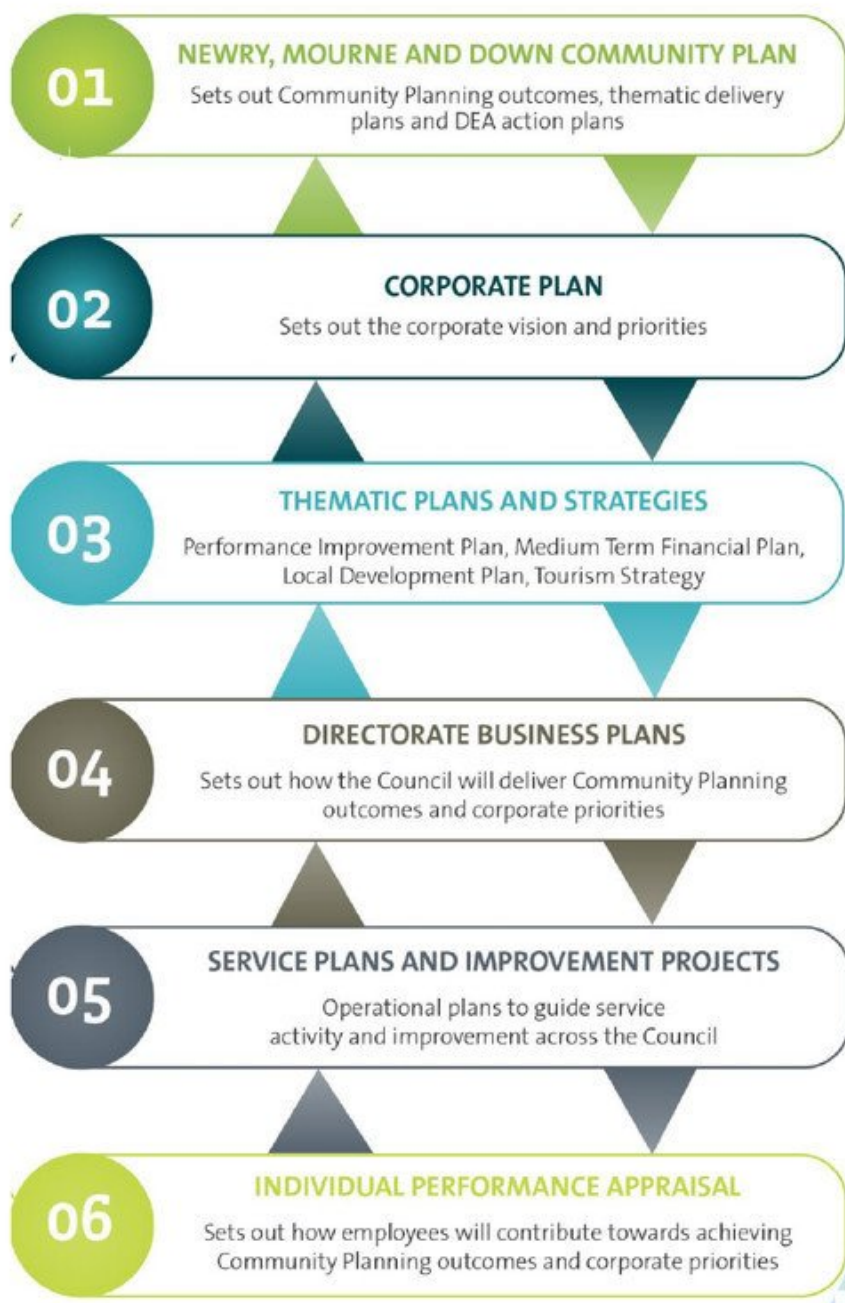 01
NEWRY, MOURNE AND DOWN COMMUNITY PLAN
Sets out Community Planning outcomes, thematic delivery
plans and DEA action plans
02
CORPORATE PLAN
Sets out the corporate vision and priorities
03
THEMATIC PLANS AND STRATEGIES
Performance Improvement Plan, Medium Term Financial Plan,
Local Development Plan, Tourism Strategy
04
DIRECTORATE BUSINESS PLANS
Sets out how the Council will deliver Community Planning
outcomes and corporate priorities
05
SERVICE PLANS AND IMPROVEMENT PROJECTS
Operational plans to guide service
activity and improvement across the Council
06
INDIVIDUAL PERFORMANCE APPRAISAL
Sets out how employees will contribute towards achieving
Community Planning outcomes and corporate priorities